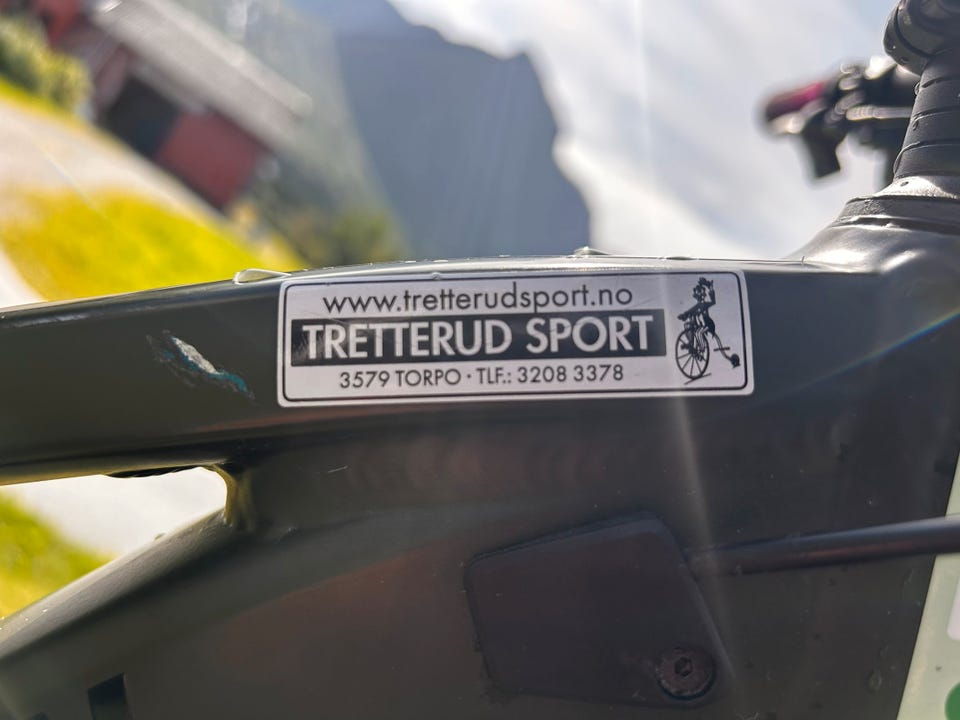 www.tretterudsport.no
TRETTERUD SPORT
3579 TORPO · TLF.: 3208 3378